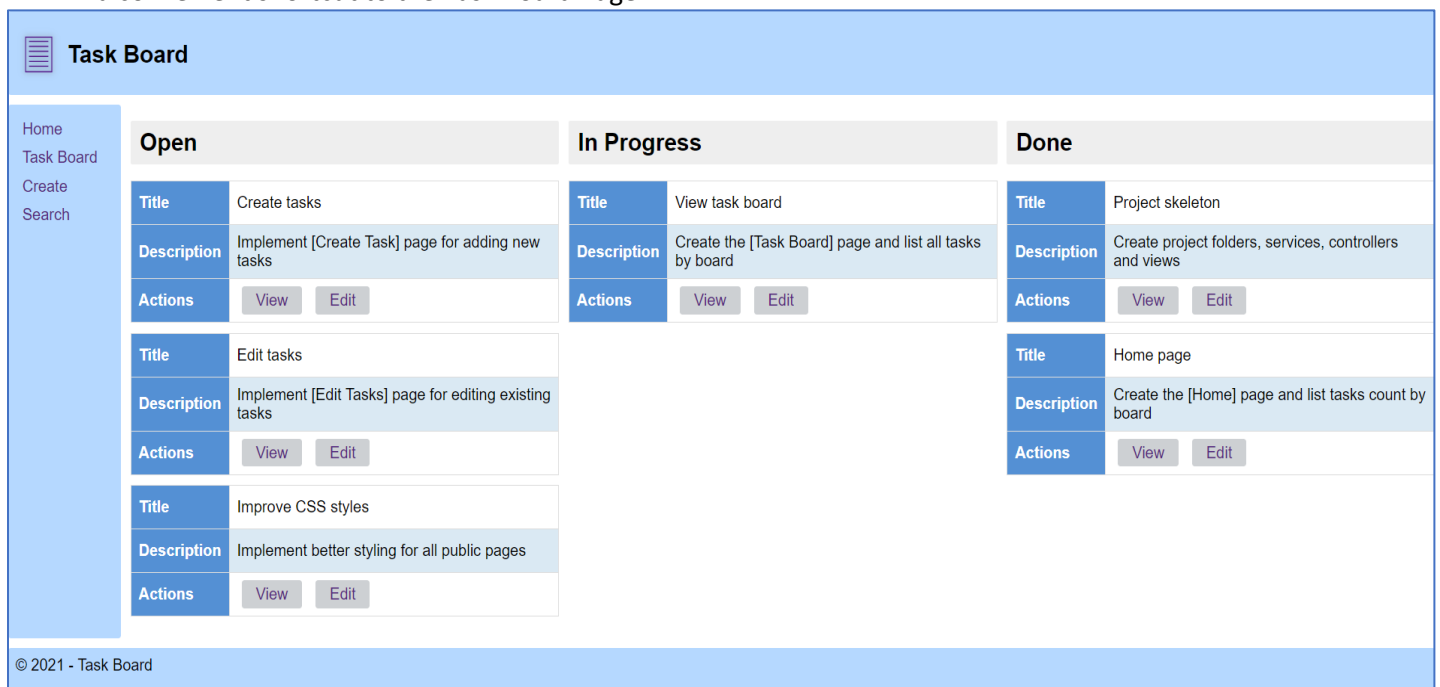 Task Board
Home
Task Board
Create
Search
Open
Title Create tasks
Description Implement [Create Task] page for adding new
tasks
Actions View Edit
Title Edit tasks
Description Implement [Edit Tasks] page for editing existing
tasks
Actions View Edit
Title Improve CSS styles
Description Implement better styling for all public pages
Actions View Edit
In Progress
Title View task board
Description Create the [Task Board] page and list all tasks
by board
Actions View Edit
Done
Title Project skeleton
Description Create project folders, services, controllers
and views
Actions View Edit
Title Home page
Description Create the [Home] page and list tasks count by
board
Actions View Edit
© 2021 - Task Board